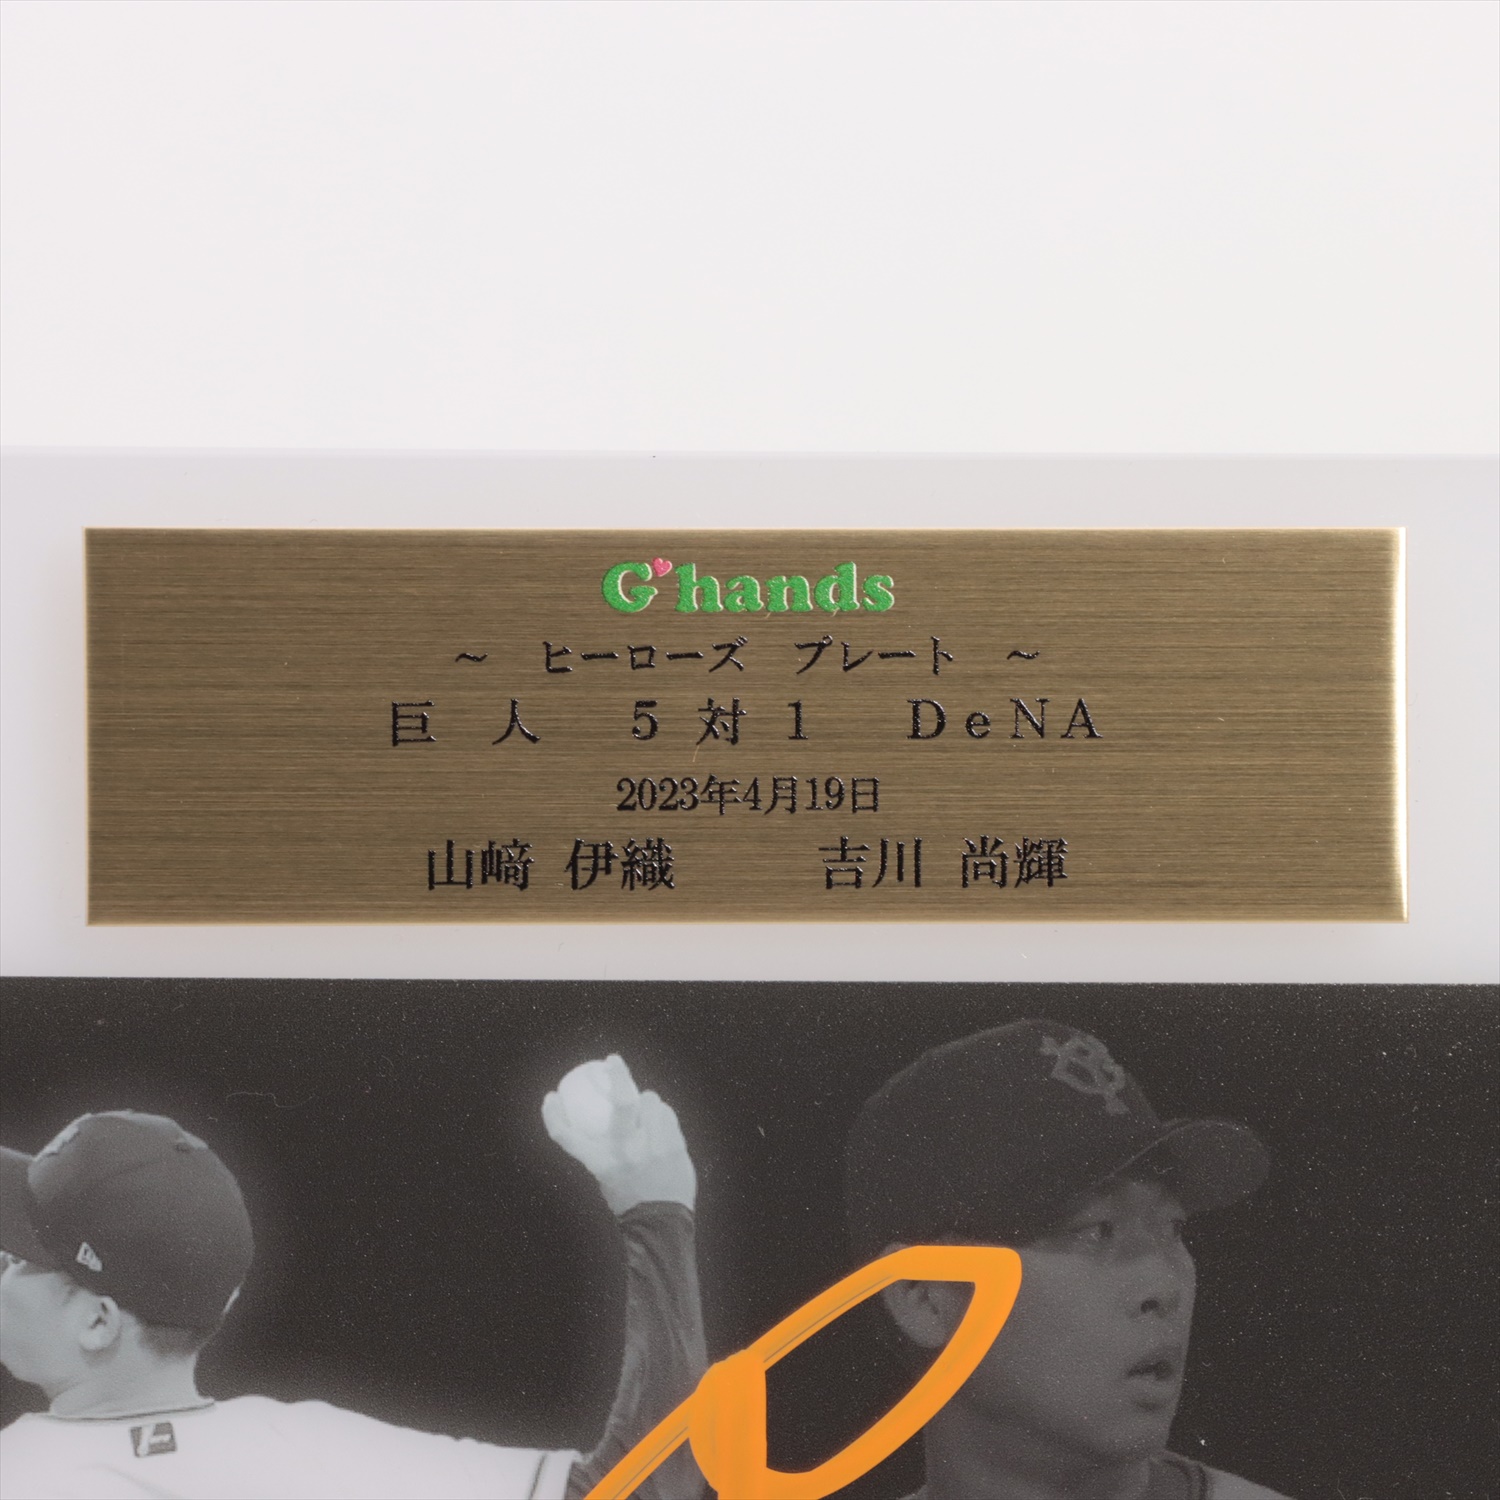 G hands
～ ヒーローズ プレート ～
巨 人 5 対 1 DeNA
2023年4月19日
山﨑 伊織 吉川 尚輝